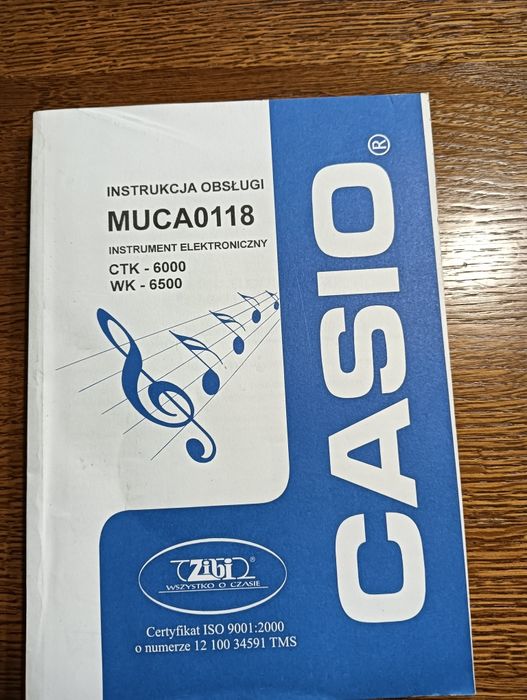 INSTRUKCJA OBSŁUGI
MUCA0118
INSTRUMENT ELEKTRONICZNY
CTK - 6000
WK - 6500
CASIO®
Zibi®
WSZYSTKO O CZASIE
Certyfikat ISO 9001:2000
o numerze 12 100 34591 TMS